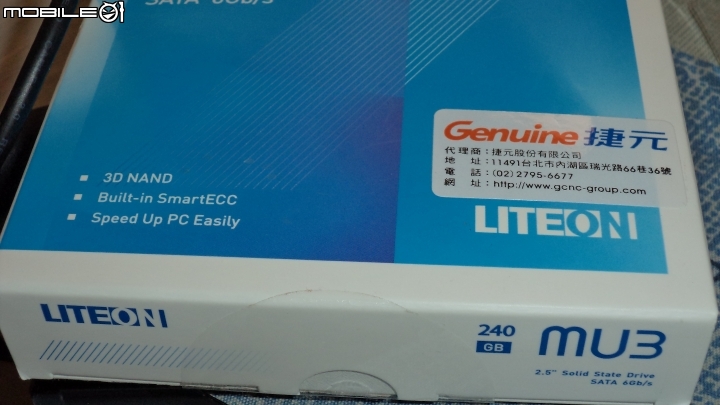 MOBILE01
SATA 6Gb/s
Genuine 捷元
代理商：捷元股份有限公司
地　址：11491台北市內湖區瑞光路66巷36號
電　話：(02)2795-6677
網　址：http://www.gcnc-group.com
3D NAND
Built-in SmartECC
Speed Up PC Easily
LITEON
LITEON
240
GB
MU3
2.5" Solid State Drive
SATA 6Gb/s